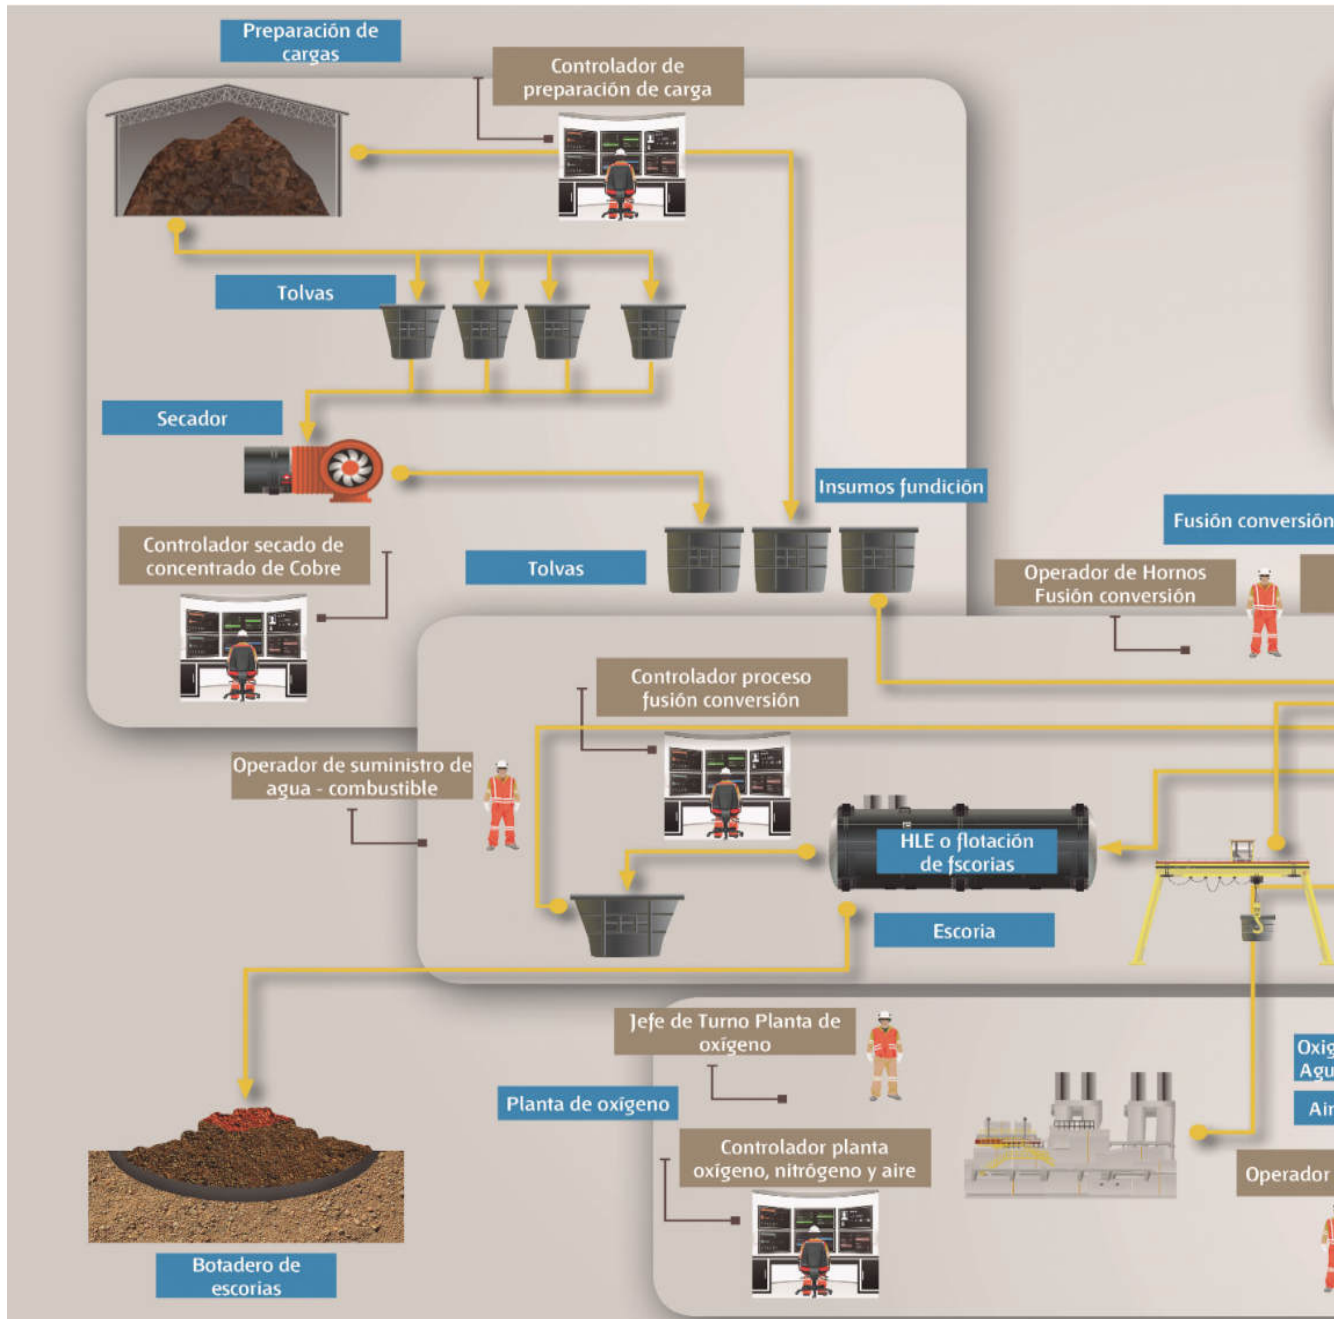 Preparación de
cargas
Controlador de
preparación de carga
Tolvas
Secador
Insumos fundición
Fusión conversión
Controlador secado de
concentrado de Cobre
Tolvas
Operador de Hornos
Fusión conversión
Controlador proceso
fusión conversión
Operador de suministro de
agua - combustible
HLE o flotación
de fscorias
Escoria
Jefe de Turno Planta de
oxígeno
Oxíg
Agu
Planta de oxígeno
Air
Controlador planta
oxígeno, nitrógeno y aire
Operador
Botadero de
escorias